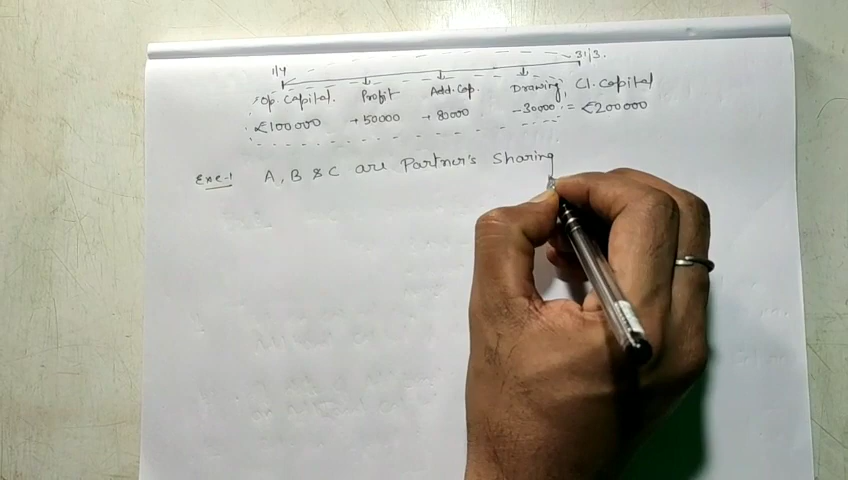 1/4 31/3.
Op. Capital. Profit Add. Cap. Drawing, Cl. Capital
₹100000 + 50000 + 80000 - 30000. = ₹200000
Exe-1 A, B & C are Partner's Sharing